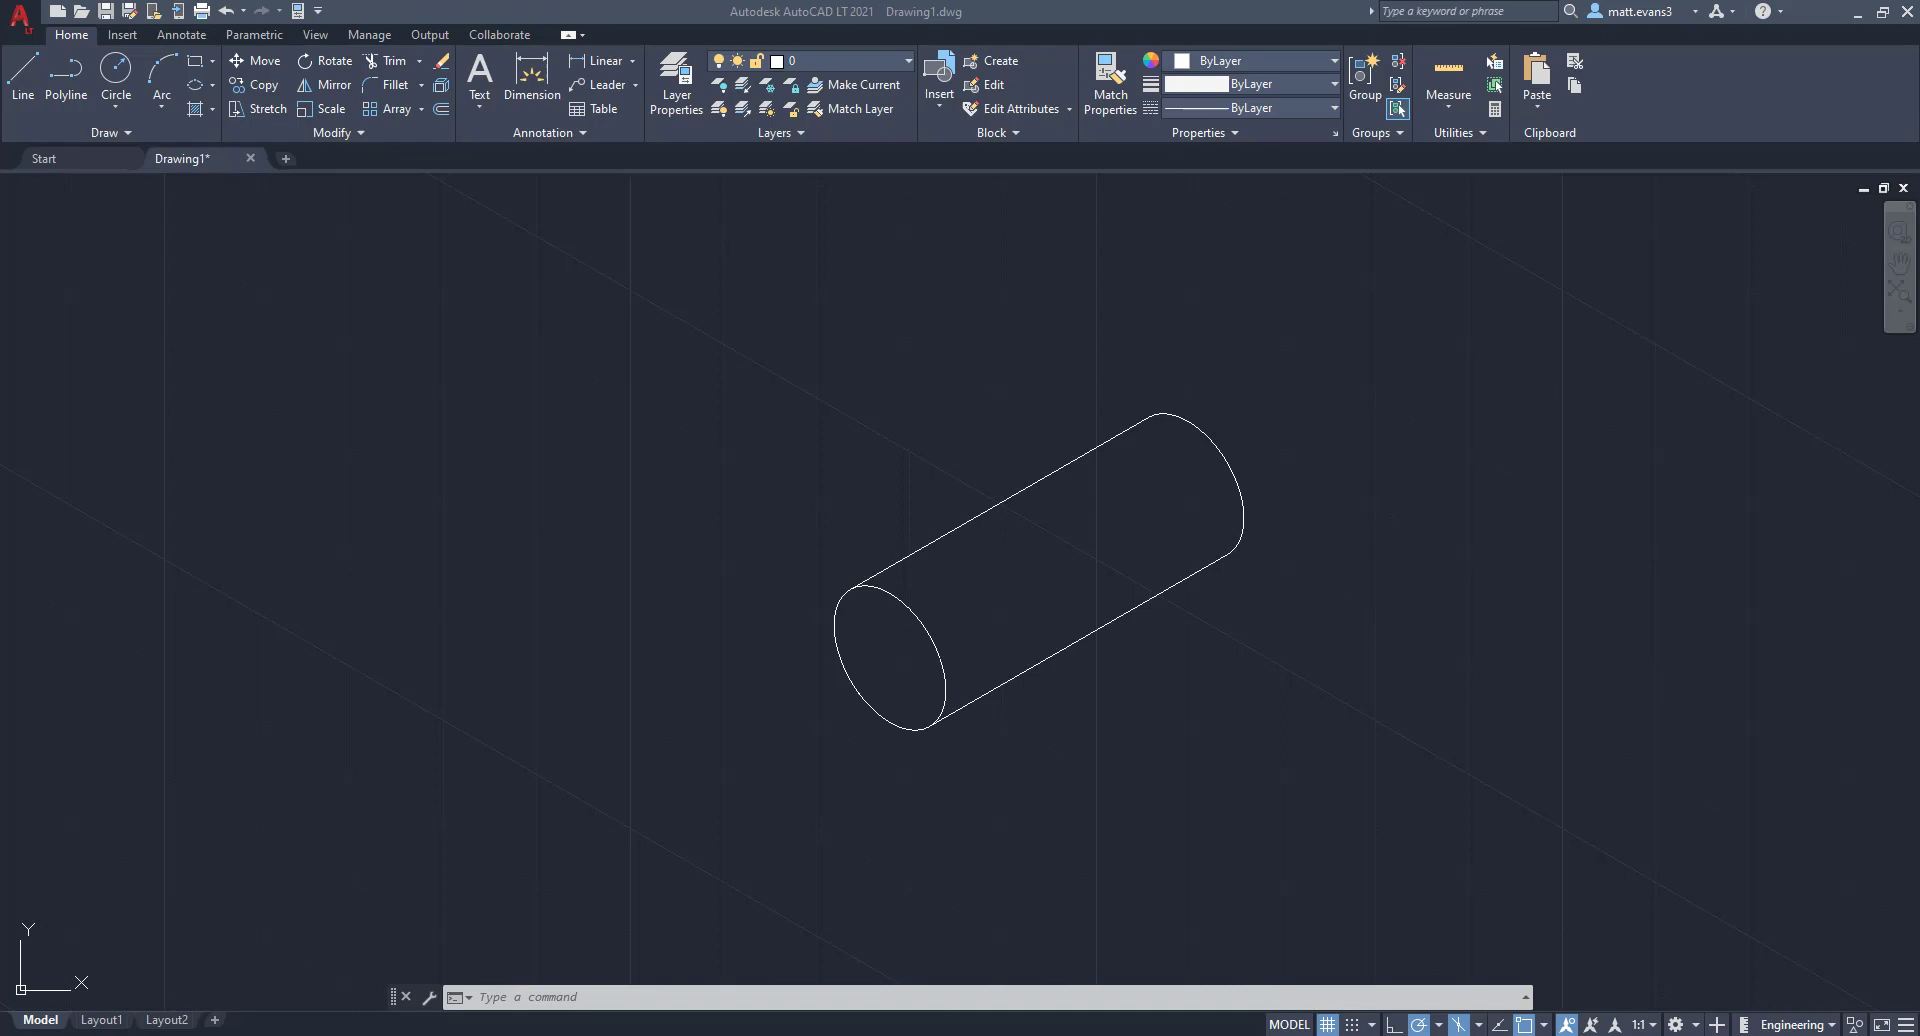 Autodesk AutoCAD LT 2021 Drawing1.dwg
Type a keyword or phrase
matt.evans3
LT
Home Insert Annotate Parametric View Manage Output Collaborate
Line Polyline Circle Arc
Move Rotate Trim
Copy Mirror Fillet
Stretch Scale Array
Text Dimension
Linear
Leader
Table
Layer Properties
0
Make Current
Match Layer
Insert
Create
Edit
Edit Attributes
Match Properties
ByLayer
ByLayer
ByLayer
Group
Measure
Paste
Draw Modify Annotation Layers Block Properties Groups Utilities Clipboard
Start Drawing1*
Y
X
Type a command
Model Layout1 Layout2
MODEL 1:1 Engineering